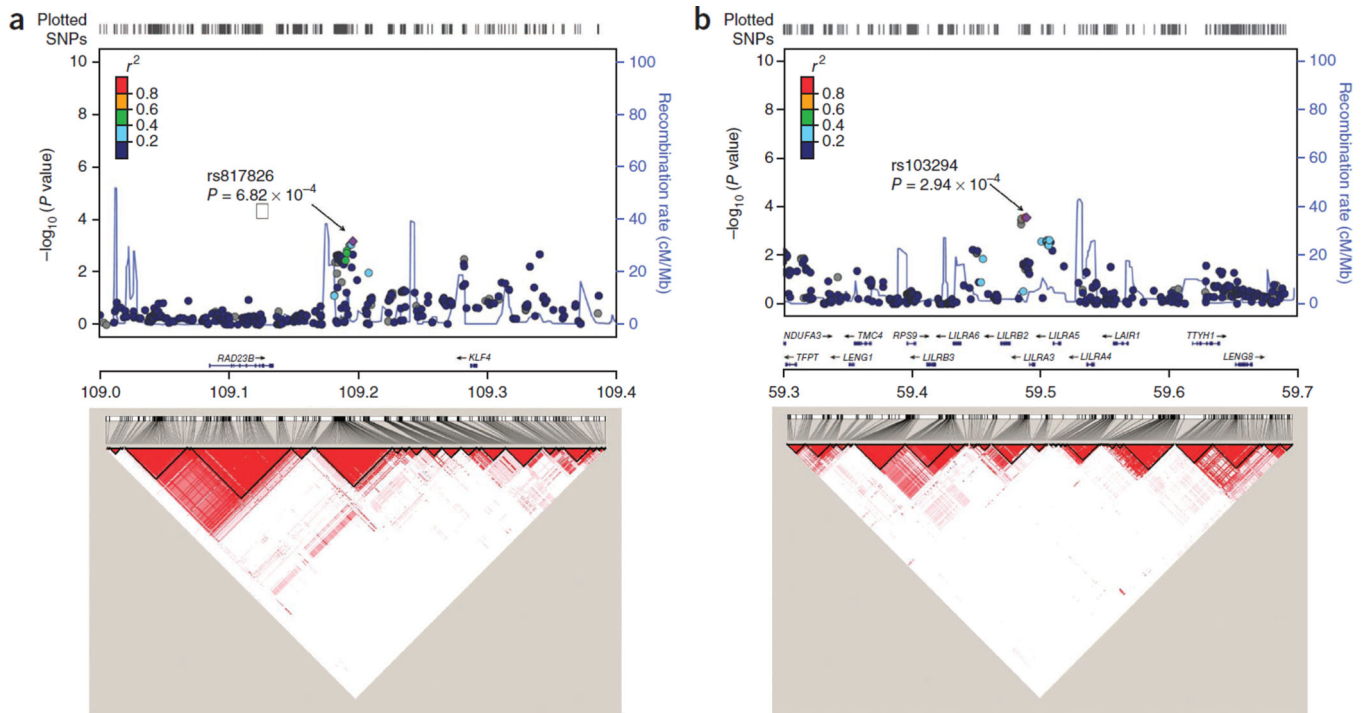 a
Plotted
SNPs
10
8
6
4
2
0
–log10 (P value)
r2
0.8
0.6
0.4
0.2
rs817826
P = 6.82 × 10–4
100
80
60
40
20
0
Recombination rate (cM/Mb)
RAD23B→
←KLF4
109.0 109.1 109.2 109.3 109.4
b
Plotted
SNPs
10
8
6
4
2
0
–log10 (P value)
r2
0.8
0.6
0.4
0.2
rs103294
P = 2.94 × 10–4
100
80
60
40
20
0
Recombination rate (cM/Mb)
NDUFA3→ ←TMC4 RPS9→ ←LILRA6 ←LILRB2 ←LILRA5 ←LAIR1 TTYH1→
←TFPT ←LENG1 ←LILRB3 ←LILRA3 ←LILRA4 LENG8→
59.3 59.4 59.5 59.6 59.7